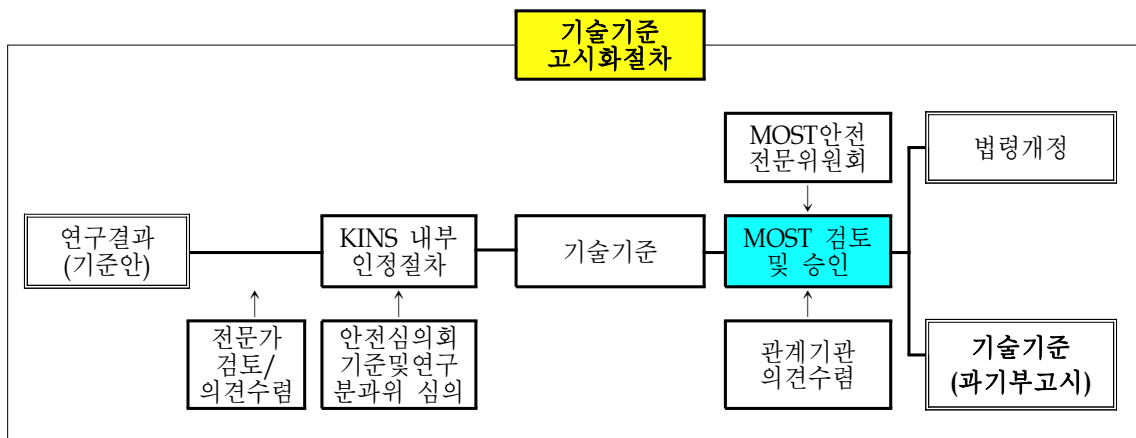 기술기준
고시화절차
MOST안전
전문위원회
법령개정
연구결과
(기준안)
KINS 내부
인정절차
기술기준
MOST 검토
및 승인
전문가
검토/
의견수렴
안전심의회
기준및연구
분과위 심의
관계기관
의견수렴
기술기준
(과기부고시)